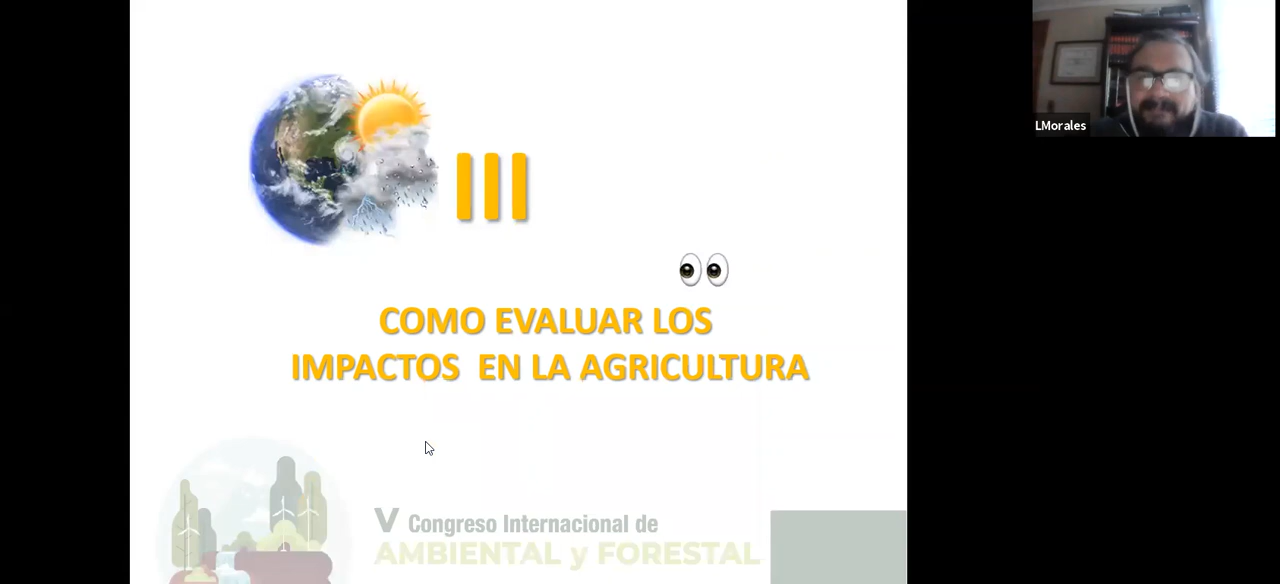 III
COMO EVALUAR LOS
IMPACTOS EN LA AGRICULTURA
V Congreso Internacional de
AMBIENTAL y FORESTAL
LMorales